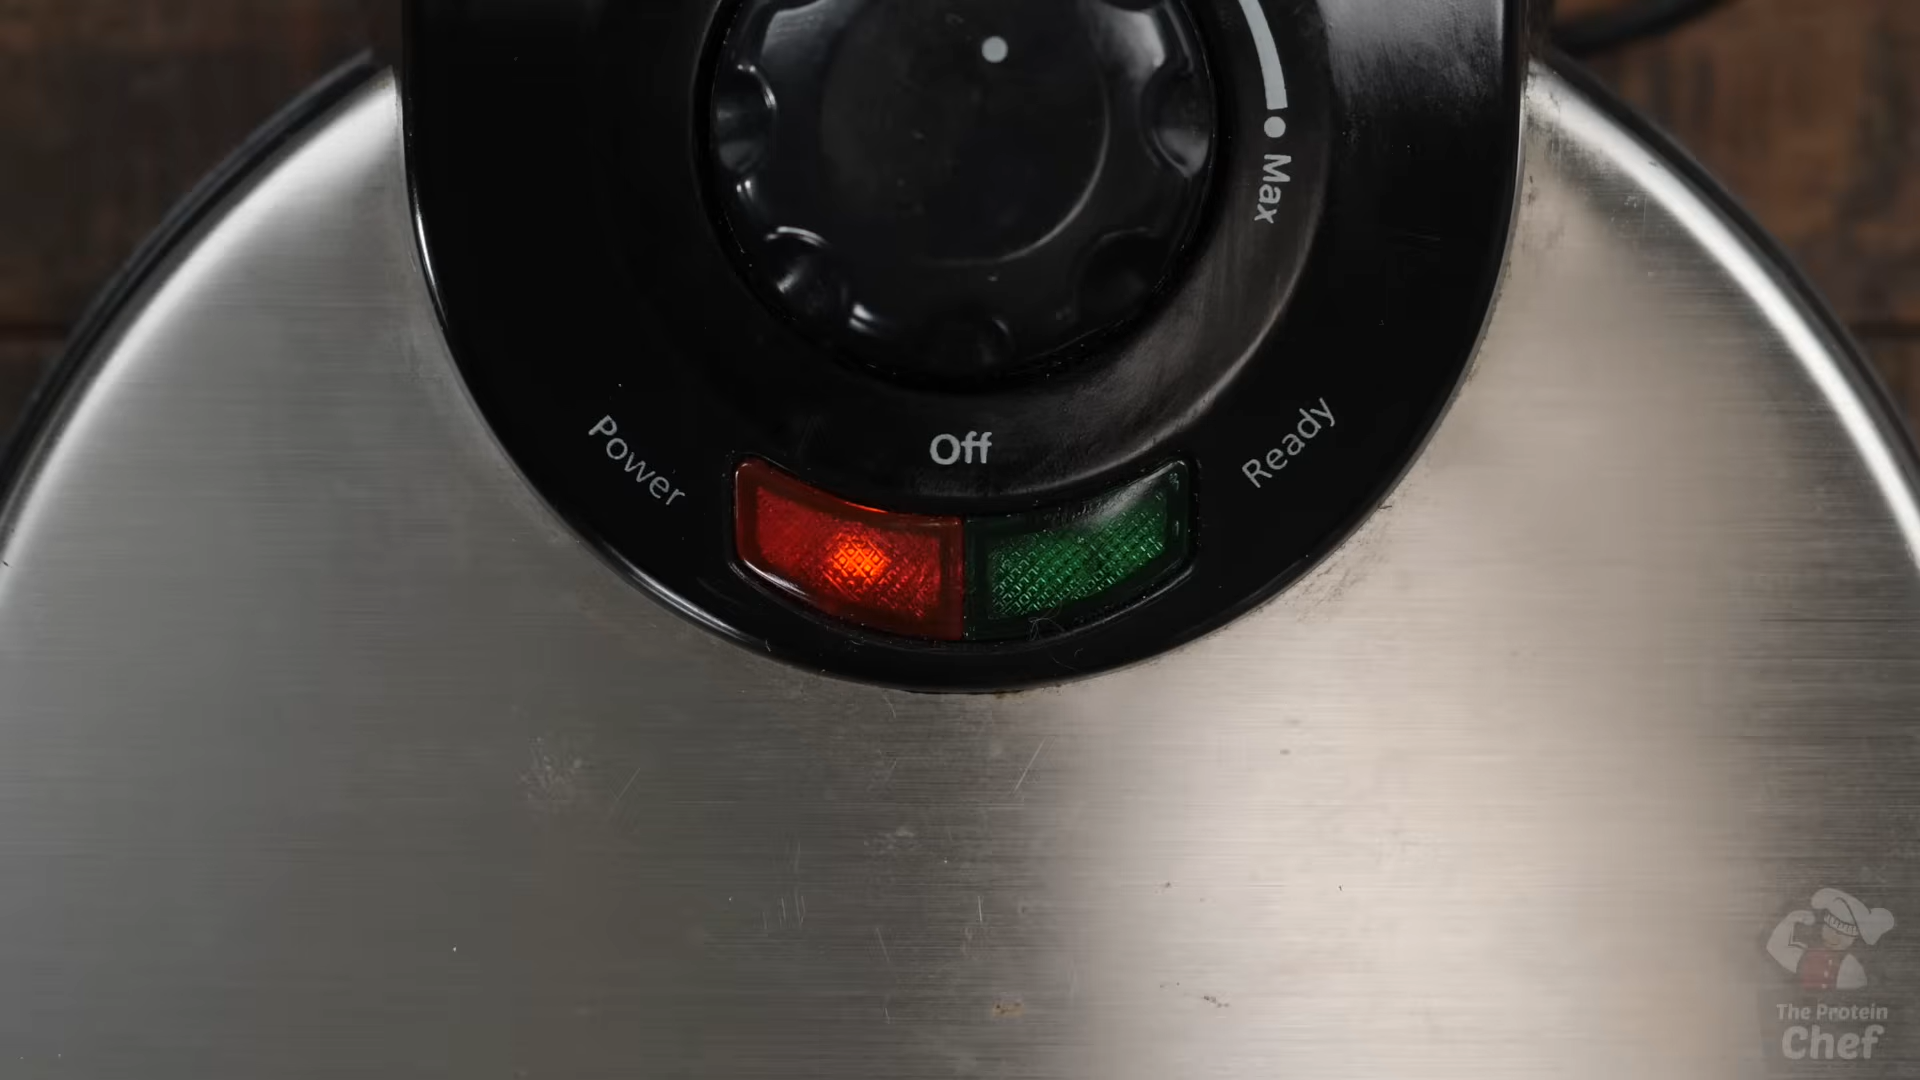 Max
Power
Off
Ready
The Protein
Chef